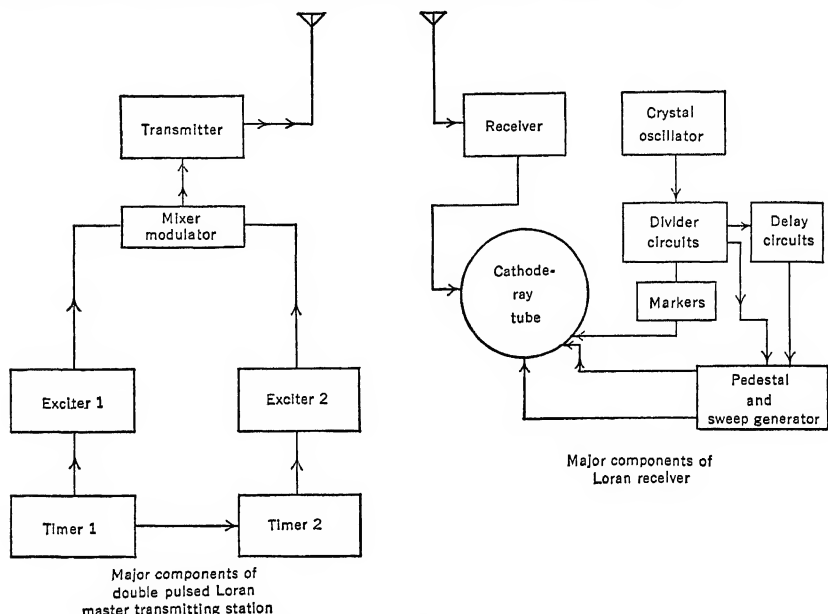 Transmitter
Mixer
modulator
Exciter 1
Exciter 2
Timer 1
Timer 2
Major components of
double pulsed Loran
master transmitting station
Receiver
Crystal
oscillator
Divider
circuits
Delay
circuits
Cathode-
ray
tube
Markers
Pedestal
and
sweep generator
Major components of
Loran receiver